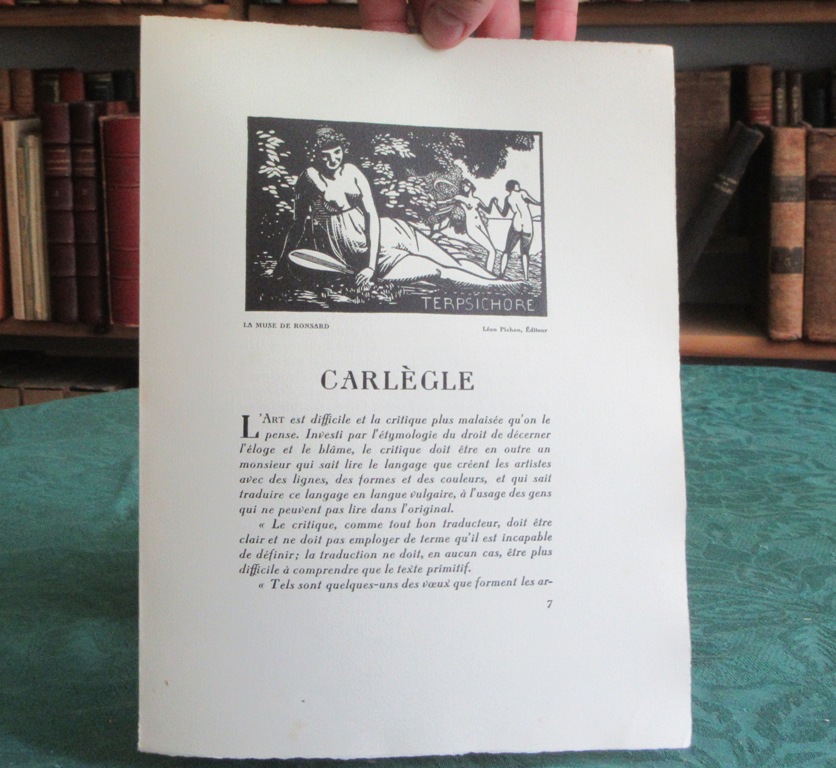 TERPSICHORE
LA MUSE DE RONSARD
Léon Pichon, Éditeur
CARLÈGLE
L'ART est difficile et la critique plus malaisée qu'on le
pense. Investi par l'étymologie du droit de décerner
l'éloge et le blâme, le critique doit être en outre un
monsieur qui sait lire le langage que créent les artistes
avec des lignes, des formes et des couleurs, et qui sait
traduire ce langage en langue vulgaire, à l'usage des gens
qui ne peuvent pas lire dans l'original.
« Le critique, comme tout bon traducteur, doit être
clair et ne doit pas employer de terme qu'il est incapable
de définir; la traduction ne doit, en aucun cas, être plus
difficile à comprendre que le texte primitif.
« Tels sont quelques-uns des vœux que forment les ar-
7